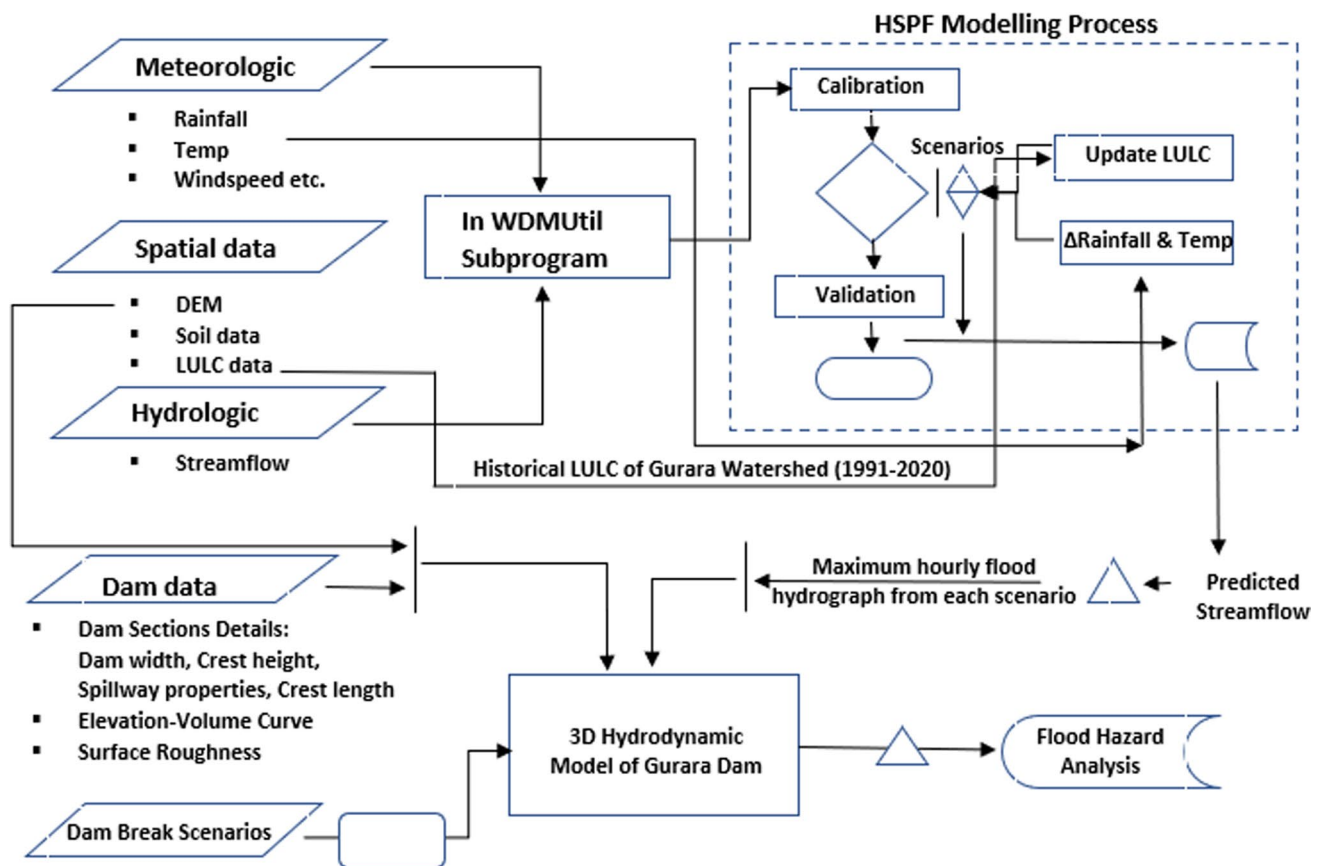 HSPF Modelling Process
Meteorologic
▪ Rainfall
▪ Temp
▪ Windspeed etc.
Spatial data
▪ DEM
▪ Soil data
▪ LULC data
Hydrologic
▪ Streamflow
In WDMUtil
Subprogram
Calibration
Scenarios
Update LULC
ΔRainfall & Temp
Validation
Historical LULC of Gurara Watershed (1991-2020)
Dam data
▪ Dam Sections Details:
Dam width, Crest height,
Spillway properties, Crest length
▪ Elevation-Volume Curve
▪ Surface Roughness
Maximum hourly flood
hydrograph from each scenario
Predicted
Streamflow
3D Hydrodynamic
Model of Gurara Dam
Flood Hazard
Analysis
Dam Break Scenarios